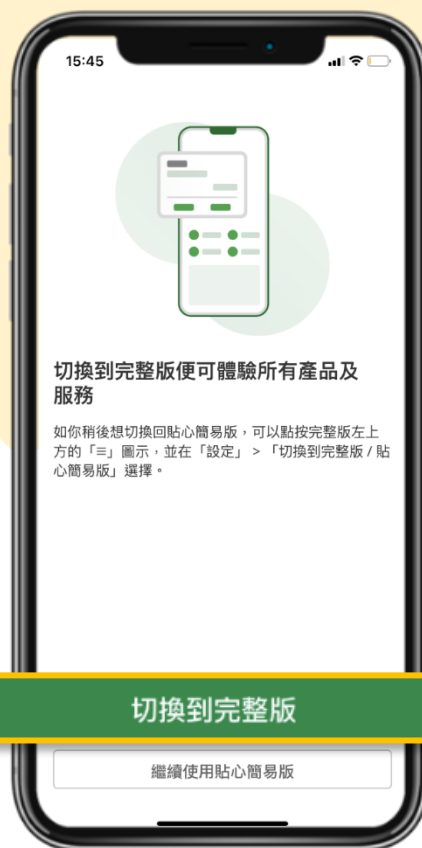 15:45
切換到完整版便可體驗所有產品及
服務
如你稍後想切換回貼心簡易版，可以點按完整版左上
方的「≡」圖示，並在「設定」 > 「切換到完整版 / 貼
心簡易版」選擇。
切換到完整版
繼續使用貼心簡易版